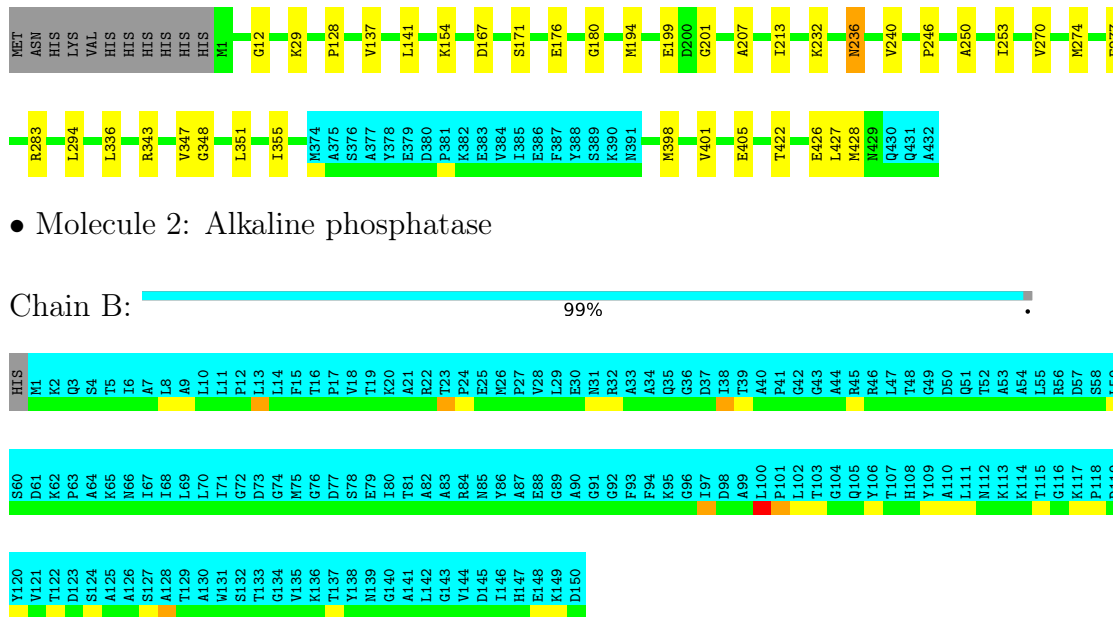 MET ASN HIS LYS VAL HIS HIS HIS HIS HIS HIS M1 G12 K29 P128 V137 L141 K154 D167 S171 E176 G180 M194 E199 D200 G201 A207 I213 K232 N236 V240 P246 A250 I253 V270 M274
R283 L294 L336 R343 V347 G348 L351 I355 M374 A375 S376 A377 Y378 E379 D380 P381 K382 E383 V384 I385 E386 F387 Y388 S389 K390 N391 M398 V401 E405 T422 E426 L427 M428 N429 Q430 Q431 A432
• Molecule 2: Alkaline phosphatase
Chain B: 99% .
HIS M1 K2 Q3 S4 T5 I6 A7 L8 A9 L10 L11 P12 L13 L14 F15 T16 P17 V18 T19 K20 A21 R22 T23 P24 E25 M26 P27 V28 L29 E30 N31 R32 A33 A34 Q35 G36 D37 I38 T39 A40 P41 G42 G43 A44 R45 R46 L47 T48 G49 D50 Q51 T52 A53 A54 L55 R56 D57 S58
S60 D61 K62 P63 A64 K65 N66 I67 I68 L69 L70 I71 G72 D73 G74 M75 G76 D77 S78 E79 I80 T81 A82 A83 R84 N85 Y86 A87 E88 G89 A90 G91 G92 F93 F94 K95 G96 I97 D98 A99 L100 P101 L102 T103 G104 Q105 Y106 T107 H108 Y109 A110 L111 N112 K113 K114 T115 G116 K117 P118
Y120 V121 T122 D123 S124 A125 A126 S127 A128 T129 A130 W131 S132 T133 G134 V135 K136 T137 Y138 N139 G140 A141 L142 G143 V144 D145 I146 H147 E148 K149 D150